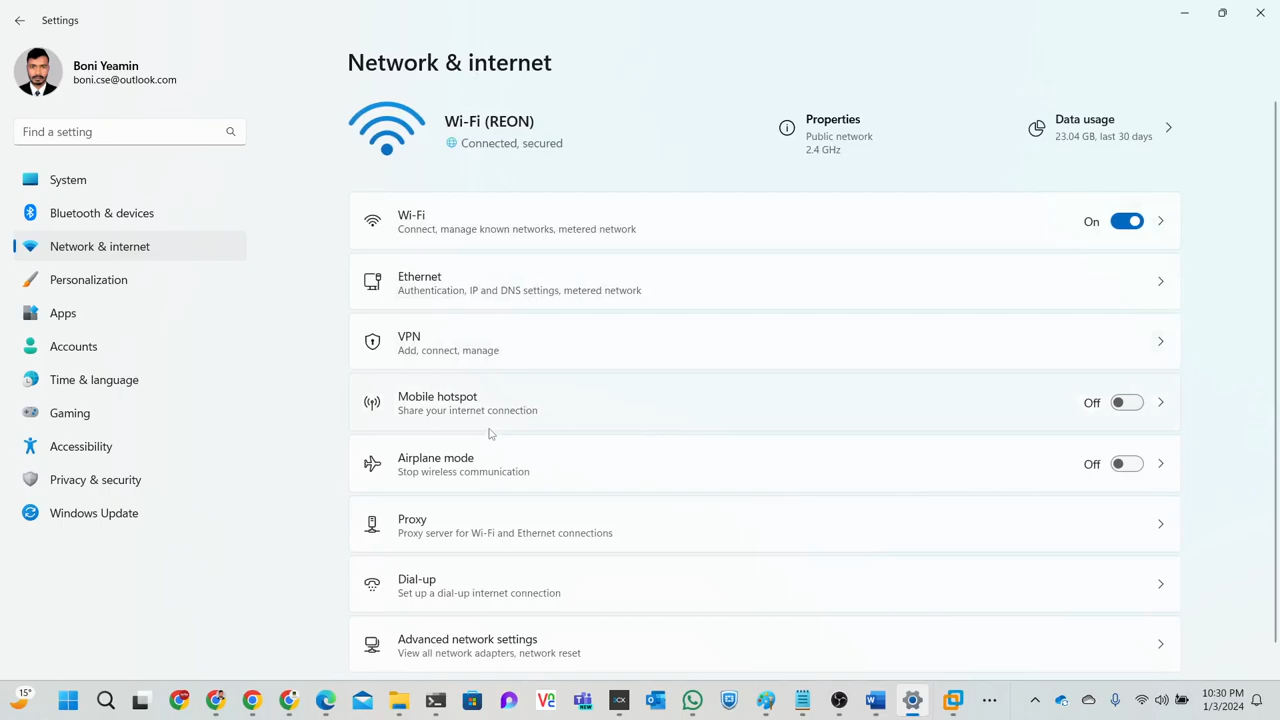 Settings
Boni Yeamin
boni.cse@outlook.com
Find a setting
System
Bluetooth & devices
Network & internet
Personalization
Apps
Accounts
Time & language
Gaming
Accessibility
Privacy & security
Windows Update
Network & internet
Wi-Fi (REON)
Connected, secured
Properties
Public network
2.4 GHz
Data usage
23.04 GB, last 30 days
Wi-Fi
Connect, manage known networks, metered network
On
Ethernet
Authentication, IP and DNS settings, metered network
VPN
Add, connect, manage
Mobile hotspot
Share your internet connection
Off
Airplane mode
Stop wireless communication
Off
Proxy
Proxy server for Wi-Fi and Ethernet connections
Dial-up
Set up a dial-up internet connection
Advanced network settings
View all network adapters, network reset
15°
10:30 PM
1/3/2024